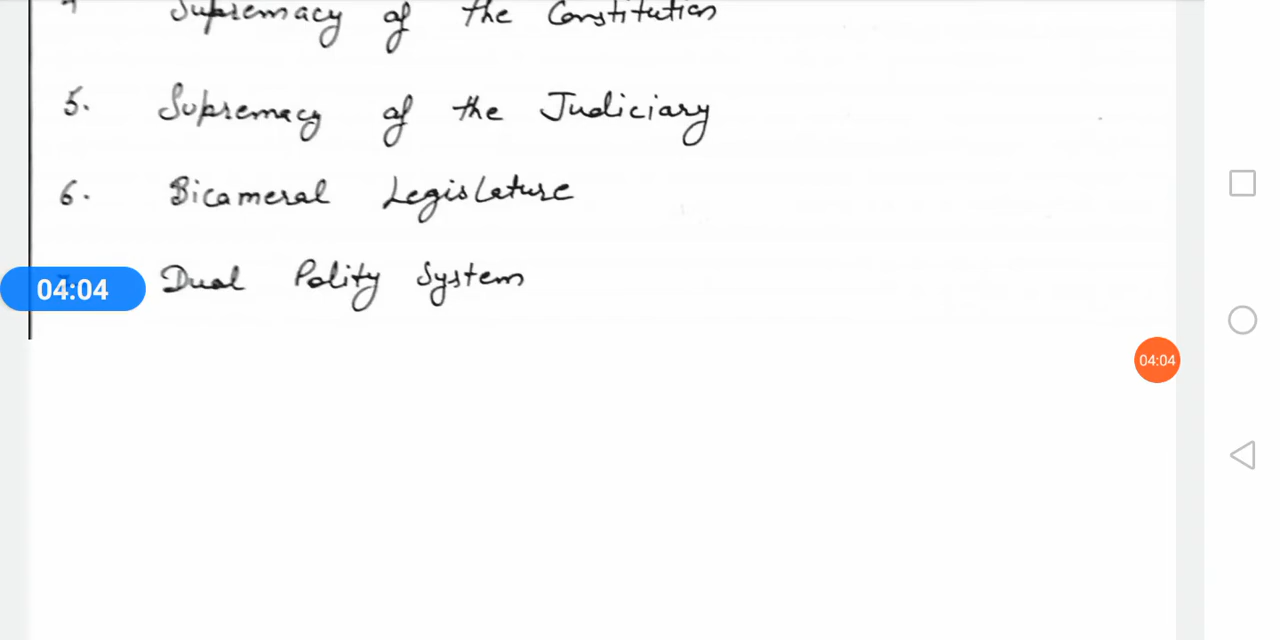 Supremacy of the Constitution
5. Supremacy of the Judiciary
6. Bicameral Legislature
04:04 Dual Polity System
04:04